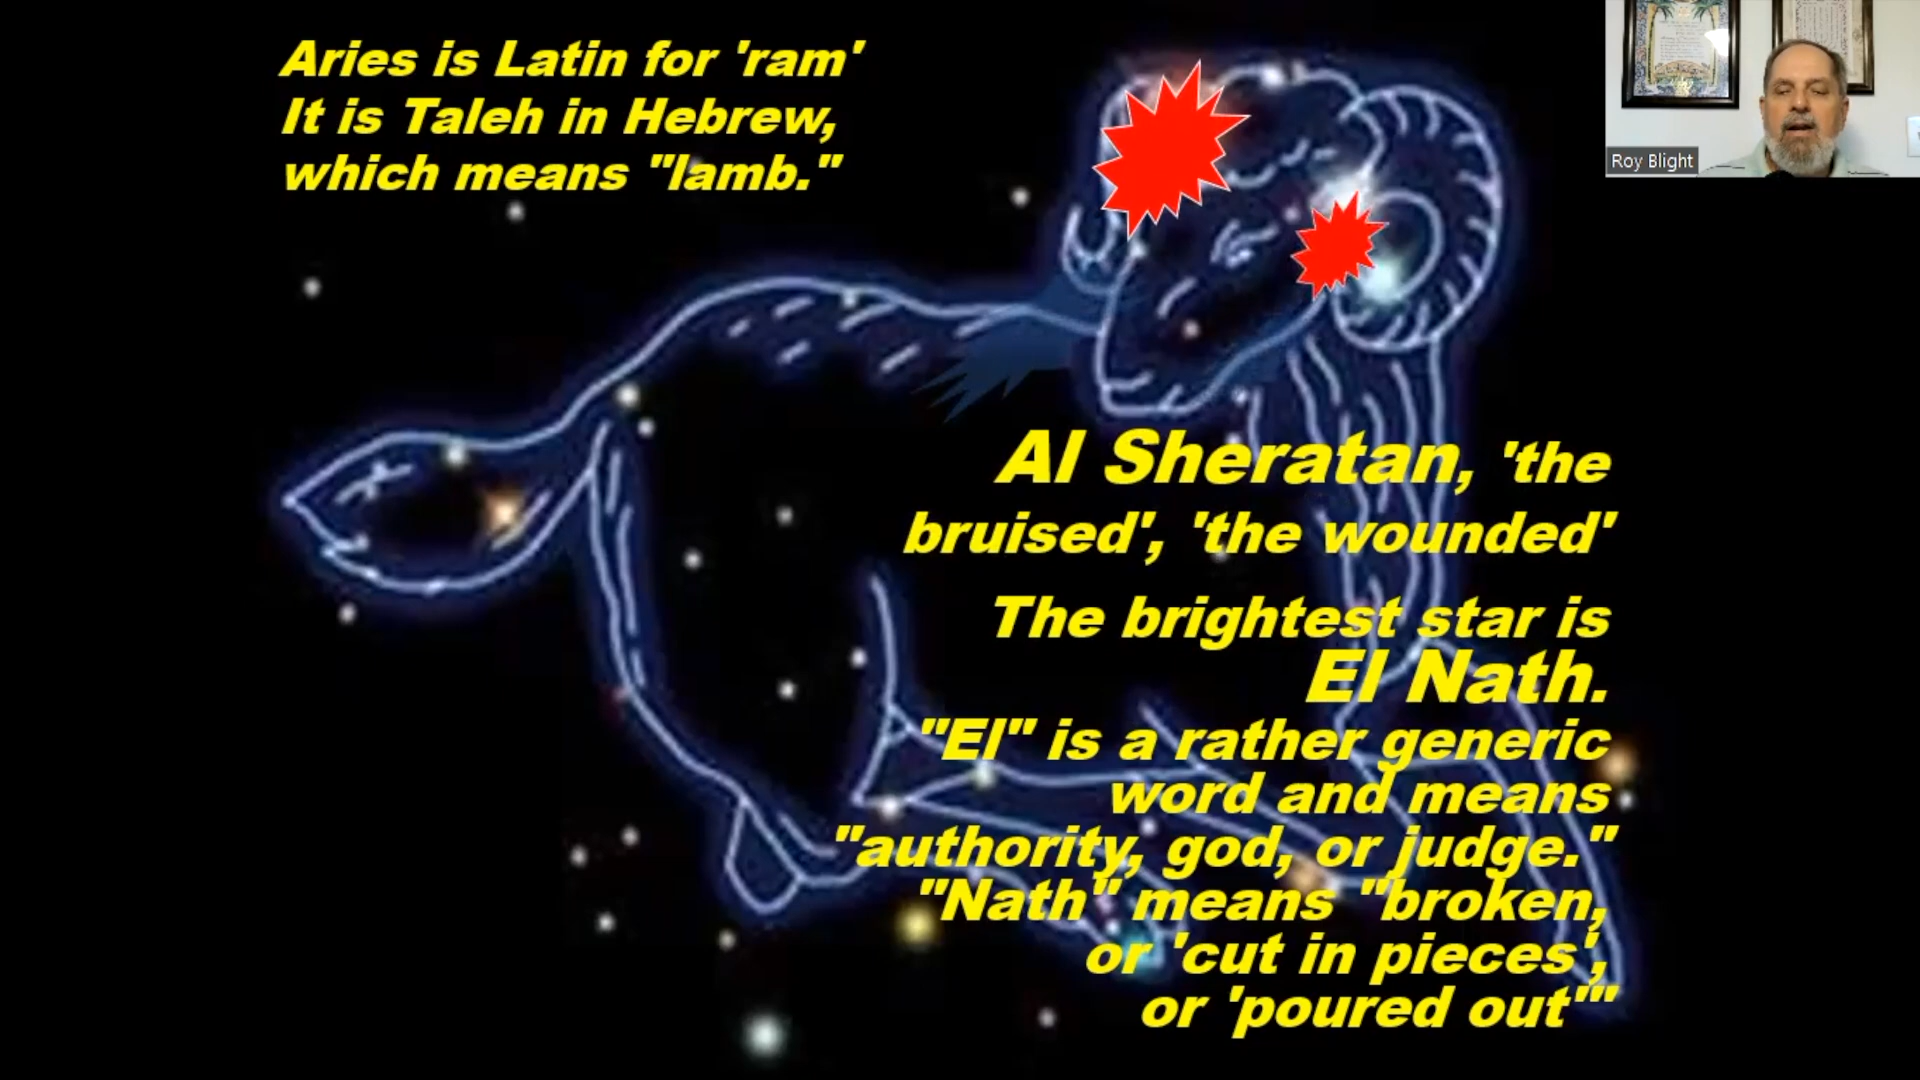 Aries is Latin for 'ram'
It is Taleh in Hebrew,
which means "lamb."
Roy Blight
Al Sheratan, 'the
bruised', 'the wounded'
The brightest star is
El Nath.
"El" is a rather generic
word and means
"authority, god, or judge."
"Nath" means "broken,
or 'cut in pieces',
or 'poured out'"